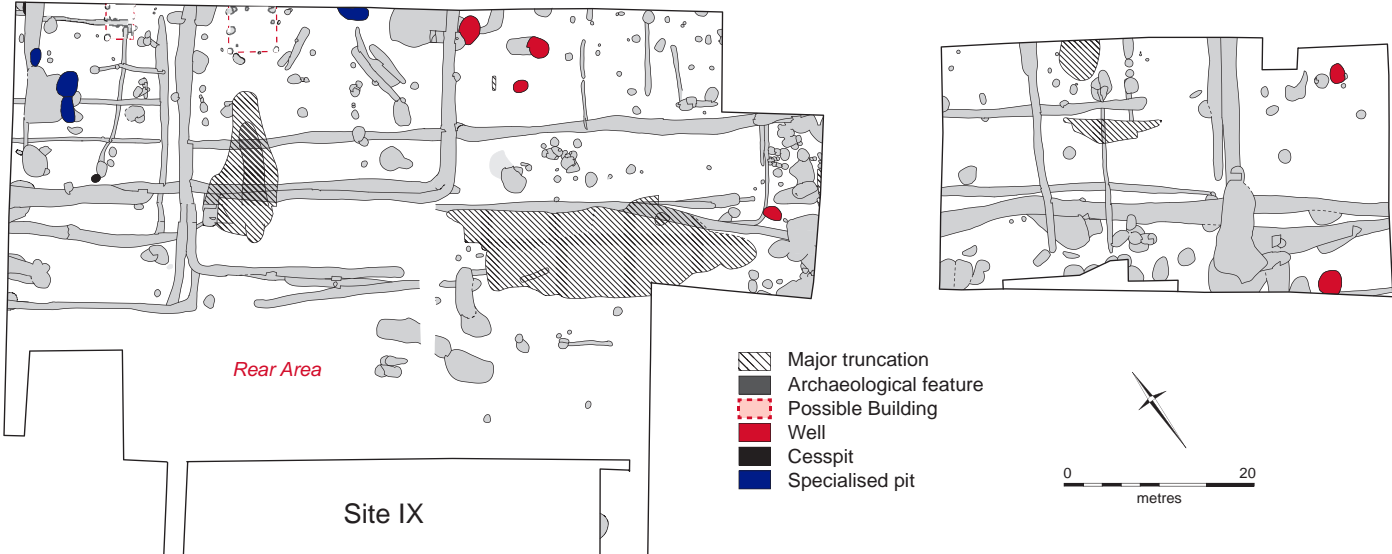 Rear Area
Major truncation
Archaeological feature
Possible Building
Well
Cesspit
Specialised pit
0 20
metres
Site IX